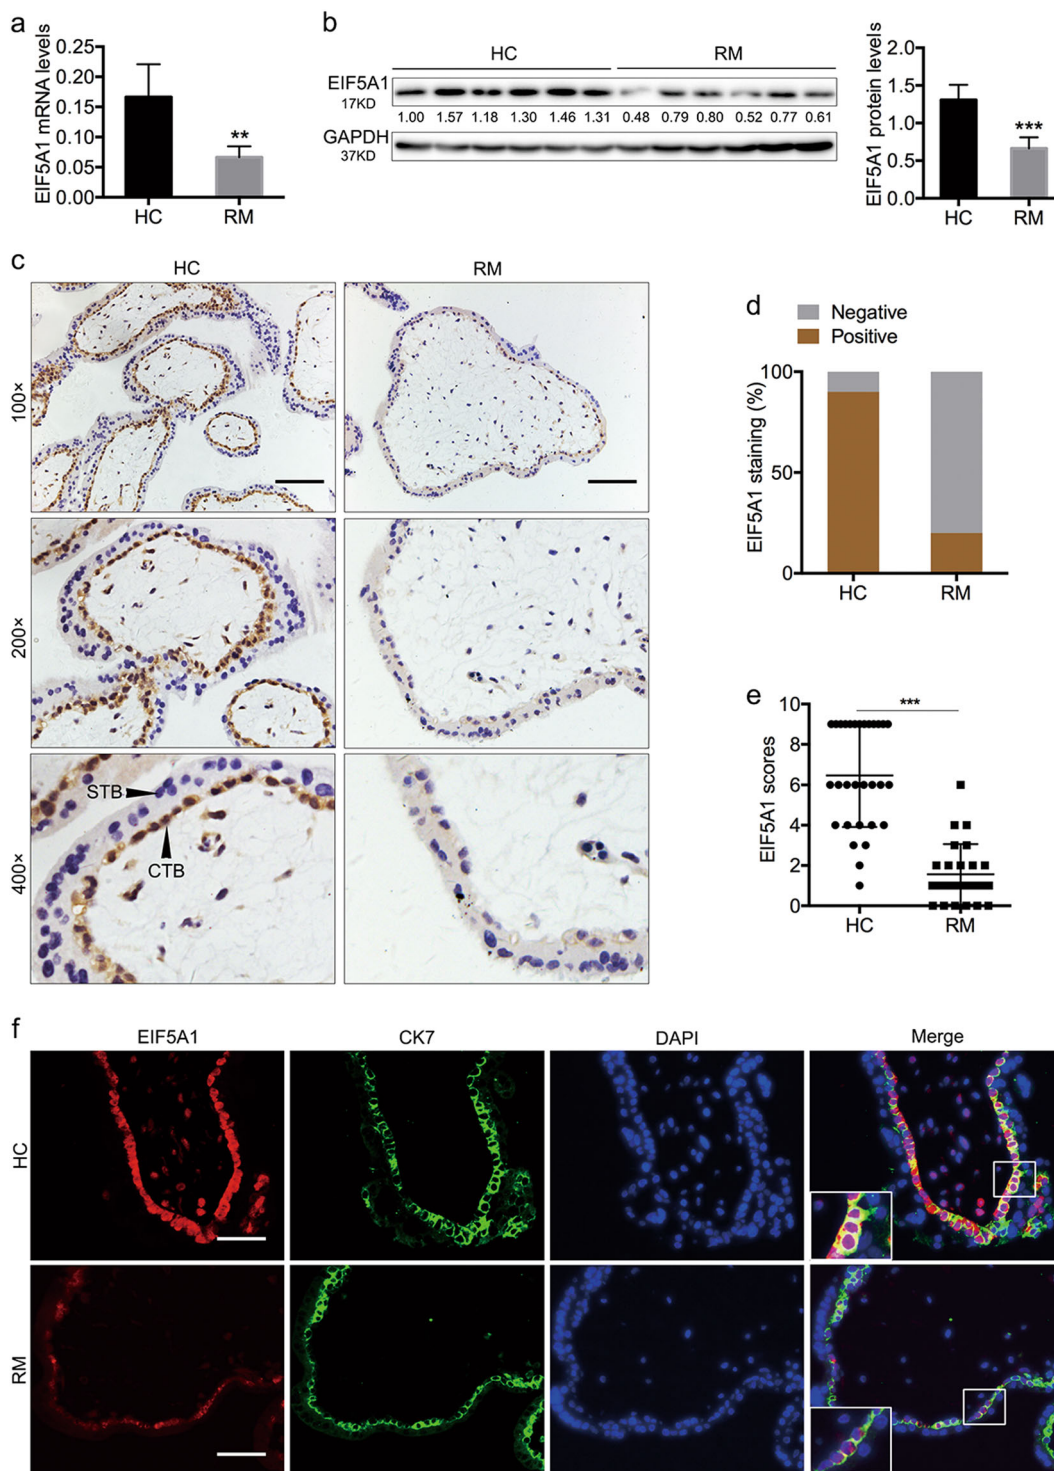 a
EIF5A1 mRNA levels
0.25
0.20
0.15
0.10
0.05
0.00
**
HC RM
b
HC RM
EIF5A1
17KD
1.00 1.57 1.18 1.30 1.46 1.31 0.48 0.79 0.80 0.52 0.77 0.61
GAPDH
37KD
EIF5A1 protein levels
2.0
1.5
1.0
0.5
0.0
***
HC RM
c
HC RM
100×
200×
400×
STB
CTB
d
Negative
Positive
EIF5A1 staining (%)
100
50
0
HC RM
e
EIF5A1 scores
10
8
6
4
2
0
***
HC RM
f
EIF5A1 CK7 DAPI Merge
HC
RM